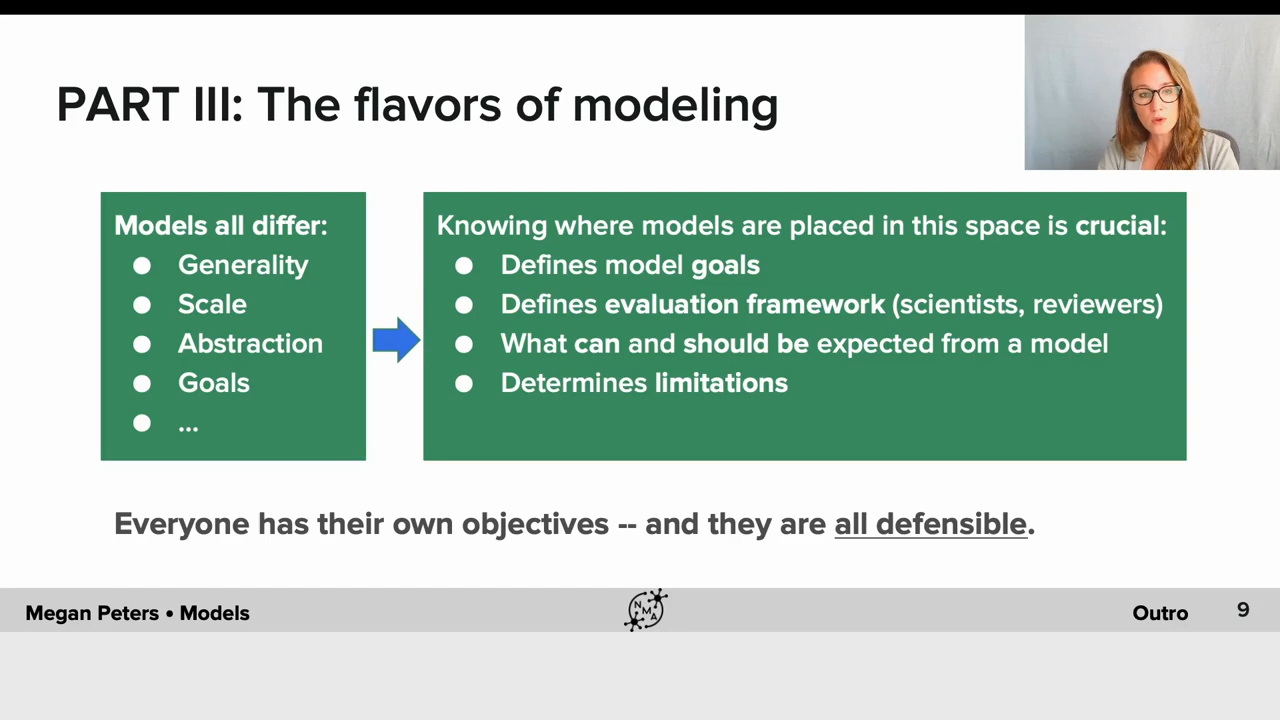 PART III: The flavors of modeling
Models all differ:
● Generality
● Scale
● Abstraction
● Goals
● ...
Knowing where models are placed in this space is crucial:
● Defines model goals
● Defines evaluation framework (scientists, reviewers)
● What can and should be expected from a model
● Determines limitations
Everyone has their own objectives -- and they are all defensible.
Megan Peters • Models
NMA
Outro
9